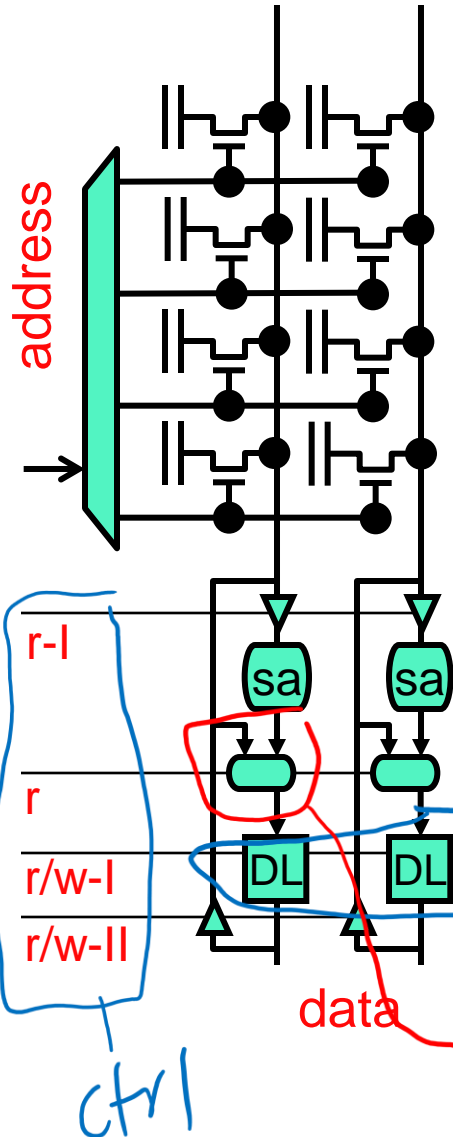 address
r-I
sa sa
r
r/w-I
DL DL
r/w-II
data
ctrl